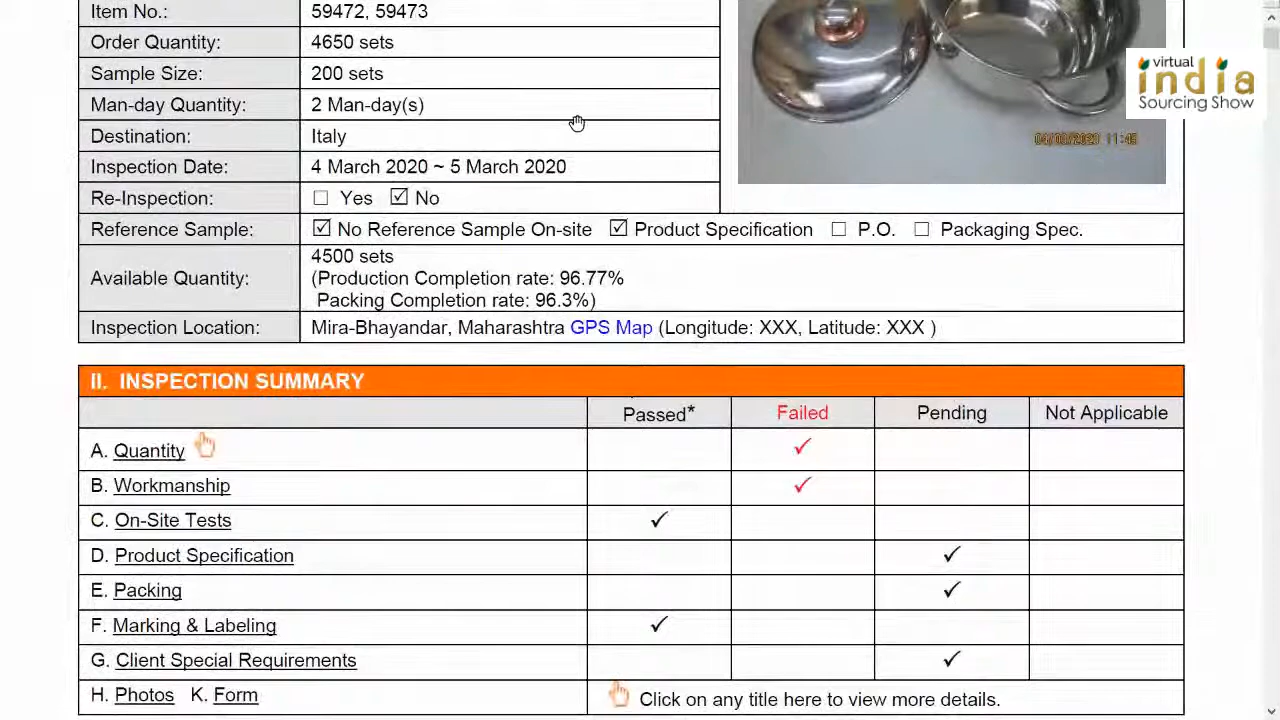 Item No.: 59472, 59473
Order Quantity: 4650 sets
Sample Size: 200 sets
Man-day Quantity: 2 Man-day(s)
Destination: Italy
Inspection Date: 4 March 2020 ~ 5 March 2020
Re-Inspection: ☐ Yes ☑ No
Reference Sample: ☑ No Reference Sample On-site ☑ Product Specification ☐ P.O. ☐ Packaging Spec.
Available Quantity: 4500 sets
(Production Completion rate: 96.77%
Packing Completion rate: 96.3%)
Inspection Location: Mira-Bhayandar, Maharashtra GPS Map (Longitude: XXX, Latitude: XXX )
virtual
india
Sourcing Show
04/03/2020 11:45
II. INSPECTION SUMMARY
Passed* Failed Pending Not Applicable
A. Quantity ✓
B. Workmanship ✓
C. On-Site Tests ✓
D. Product Specification ✓
E. Packing ✓
F. Marking & Labeling ✓
G. Client Special Requirements ✓
H. Photos K. Form Click on any title here to view more details.